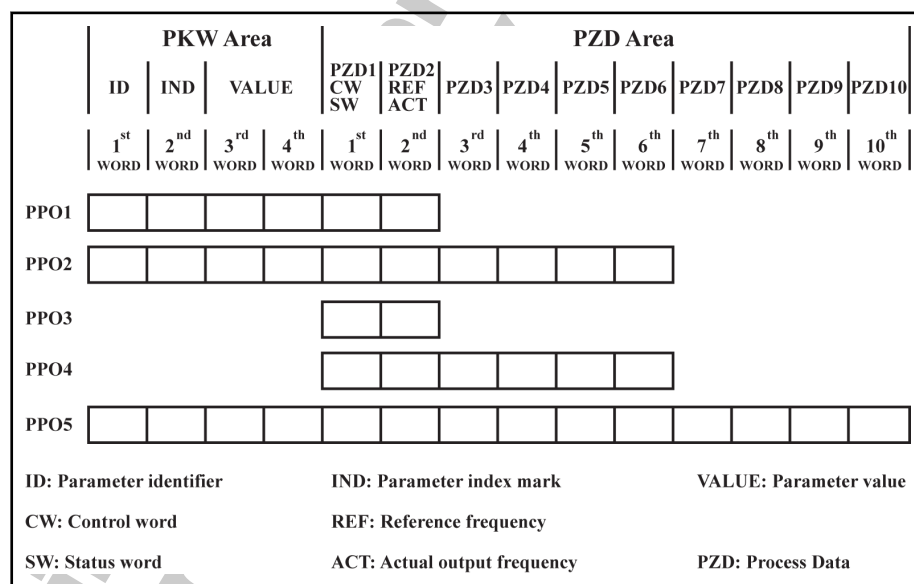 PKW Area PZD Area
ID IND VALUE PZD1 CW SW PZD2 REF ACT PZD3 PZD4 PZD5 PZD6 PZD7 PZD8 PZD9 PZD10
1st WORD 2nd WORD 3rd WORD 4th WORD 1st WORD 2nd WORD 3rd WORD 4th WORD 5th WORD 6th WORD 7th WORD 8th WORD 9th WORD 10th WORD
PPO1
PPO2
PPO3
PPO4
PPO5
ID: Parameter identifier IND: Parameter index mark VALUE: Parameter value
CW: Control word REF: Reference frequency
SW: Status word ACT: Actual output frequency PZD: Process Data